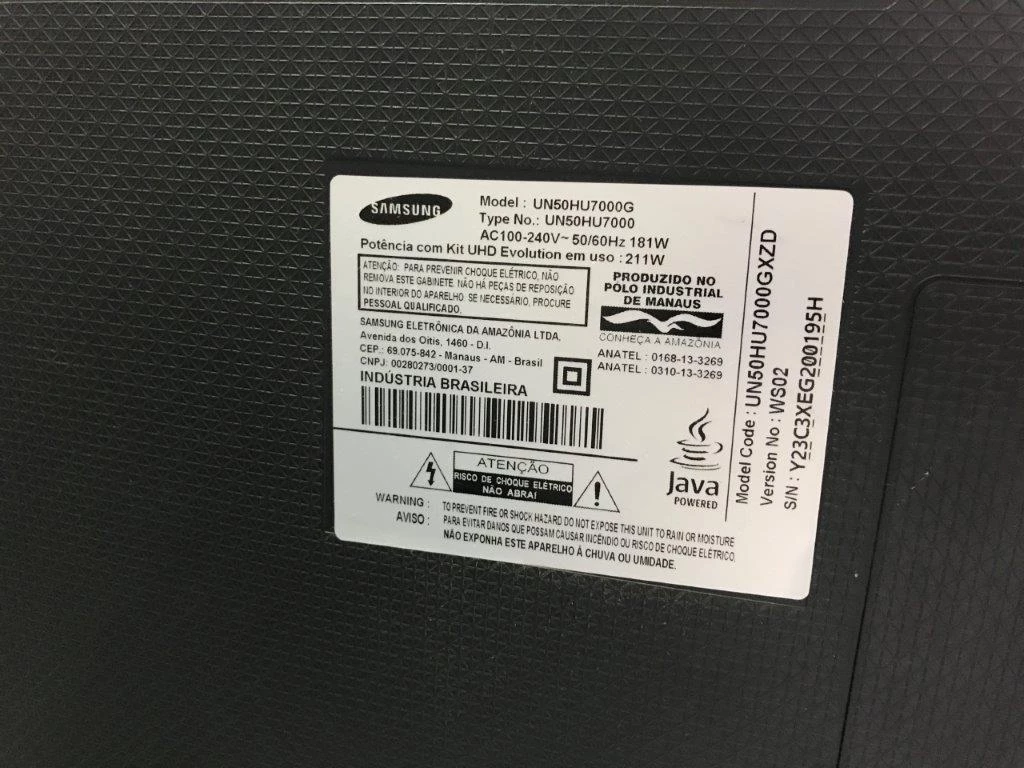 SAMSUNG
Model : UN50HU7000G
Type No.: UN50HU7000
AC100-240V~ 50/60Hz 181W
Potência com Kit UHD Evolution em uso : 211W
ATENÇÃO: PARA PREVENIR CHOQUE ELÉTRICO, NÃO
REMOVA ESTE GABINETE. NÃO HÁ PEÇAS DE REPOSIÇÃO
NO INTERIOR DO APARELHO. SE NECESSÁRIO, PROCURE
PESSOAL QUALIFICADO.
PRODUZIDO NO
PÓLO INDUSTRIAL
DE MANAUS
CONHEÇA A AMAZÔNIA
SAMSUNG ELETRÔNICA DA AMAZÔNIA LTDA,
Avenida dos Oitis, 1460 - D.I.
CEP.: 69.075-842 - Manaus - AM - Brasil
CNPJ: 00280273/0001-37
INDÚSTRIA BRASILEIRA
ANATEL : 0168-13-3269
ANATEL : 0310-13-3269
ATENÇÃO
RISCO DE CHOQUE ELÉTRICO
NÃO ABRA!
Java
POWERED
WARNING : TO PREVENT FIRE OR SHOCK HAZARD DO NOT EXPOSE THIS UNIT TO RAIN OR MOISTURE
AVISO : PARA EVITAR DANOS QUE POSSAM CAUSAR INCÊNDIO OU RISCO DE CHOQUE ELÉTRICO,
NÃO EXPONHA ESTE APARELHO À CHUVA OU UMIDADE.
Model Code : UN50HU7000GXZD
Version No : WS02
S/N : Y23C3XEG2001195H